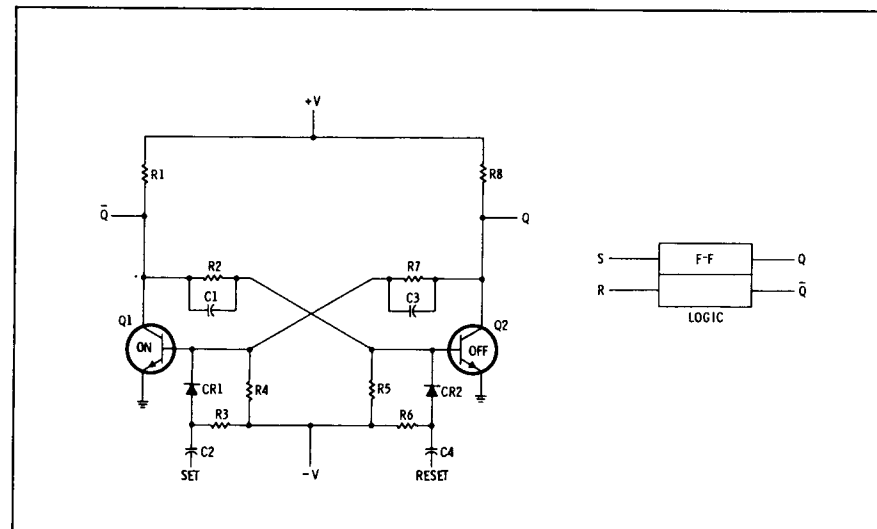 +V
R1
R8
Q̄
Q
R2
R7
C1
C3
Q1
Q2
ON
OFF
CR1
R4
R5
CR2
R3
R6
C2
C4
SET
-V
RESET
S
F-F
Q
R
Q̄
LOGIC